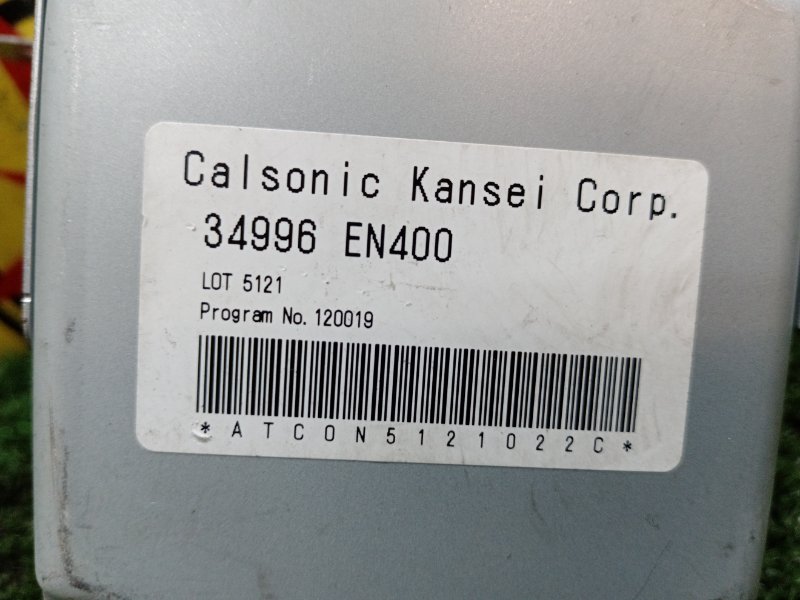 Calsonic Kansei Corp.
34996 EN400
LOT 5121
Program No. 120019
*ATCON5121022C*